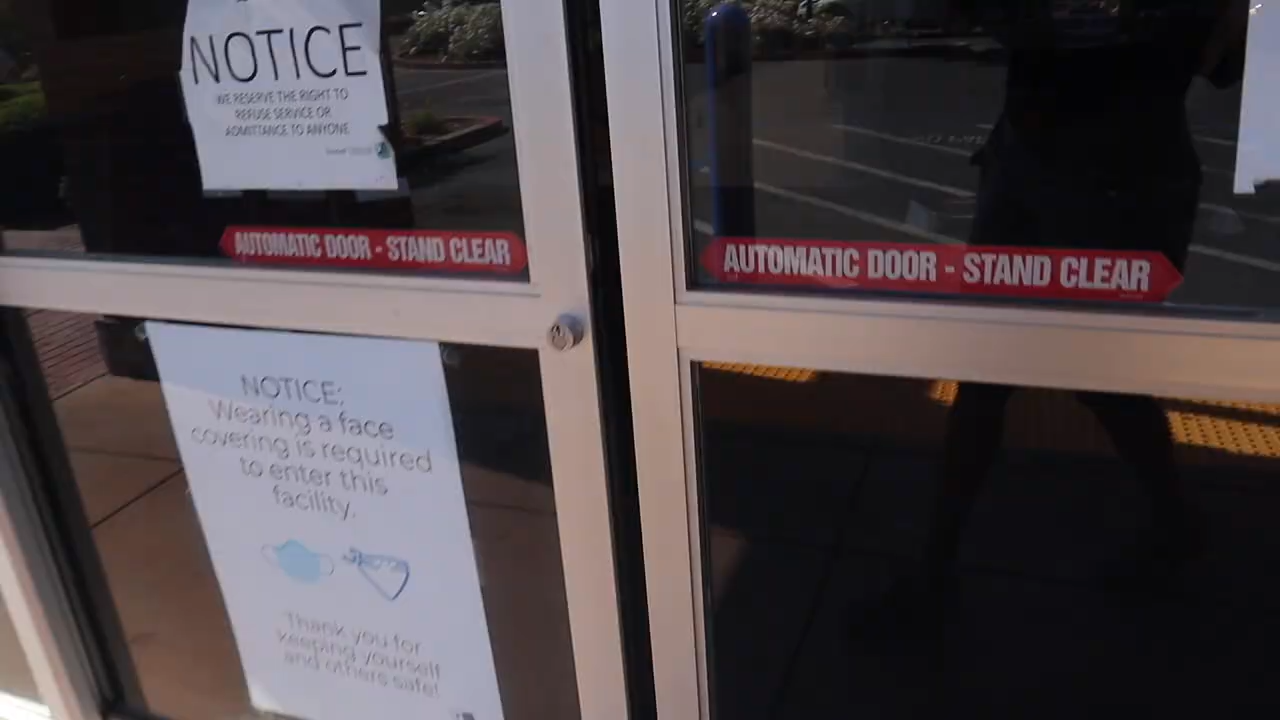 NOTICE
WE RESERVE THE RIGHT TO
REFUSE SERVICE OR
ADMITTANCE TO ANYONE
AUTOMATIC DOOR - STAND CLEAR
AUTOMATIC DOOR - STAND CLEAR
NOTICE:
Wearing a face
covering is required
to enter this
facility.
Thank you for
keeping yourself
and others safe!